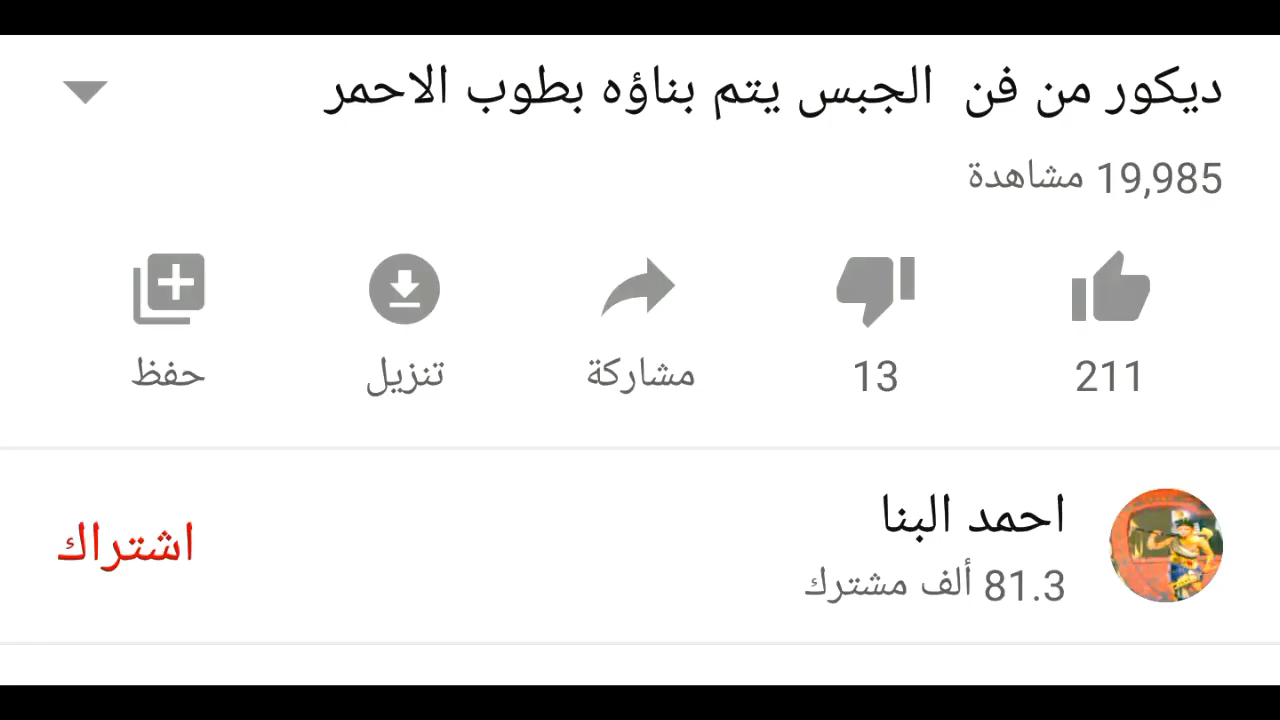 ديكور من فن الجبس يتم بناؤه بطوب الاحمر
19,985 مشاهدة
211
13
مشاركة
تنزيل
حفظ
احمد البنا
81.3 ألف مشترك
اشتراك